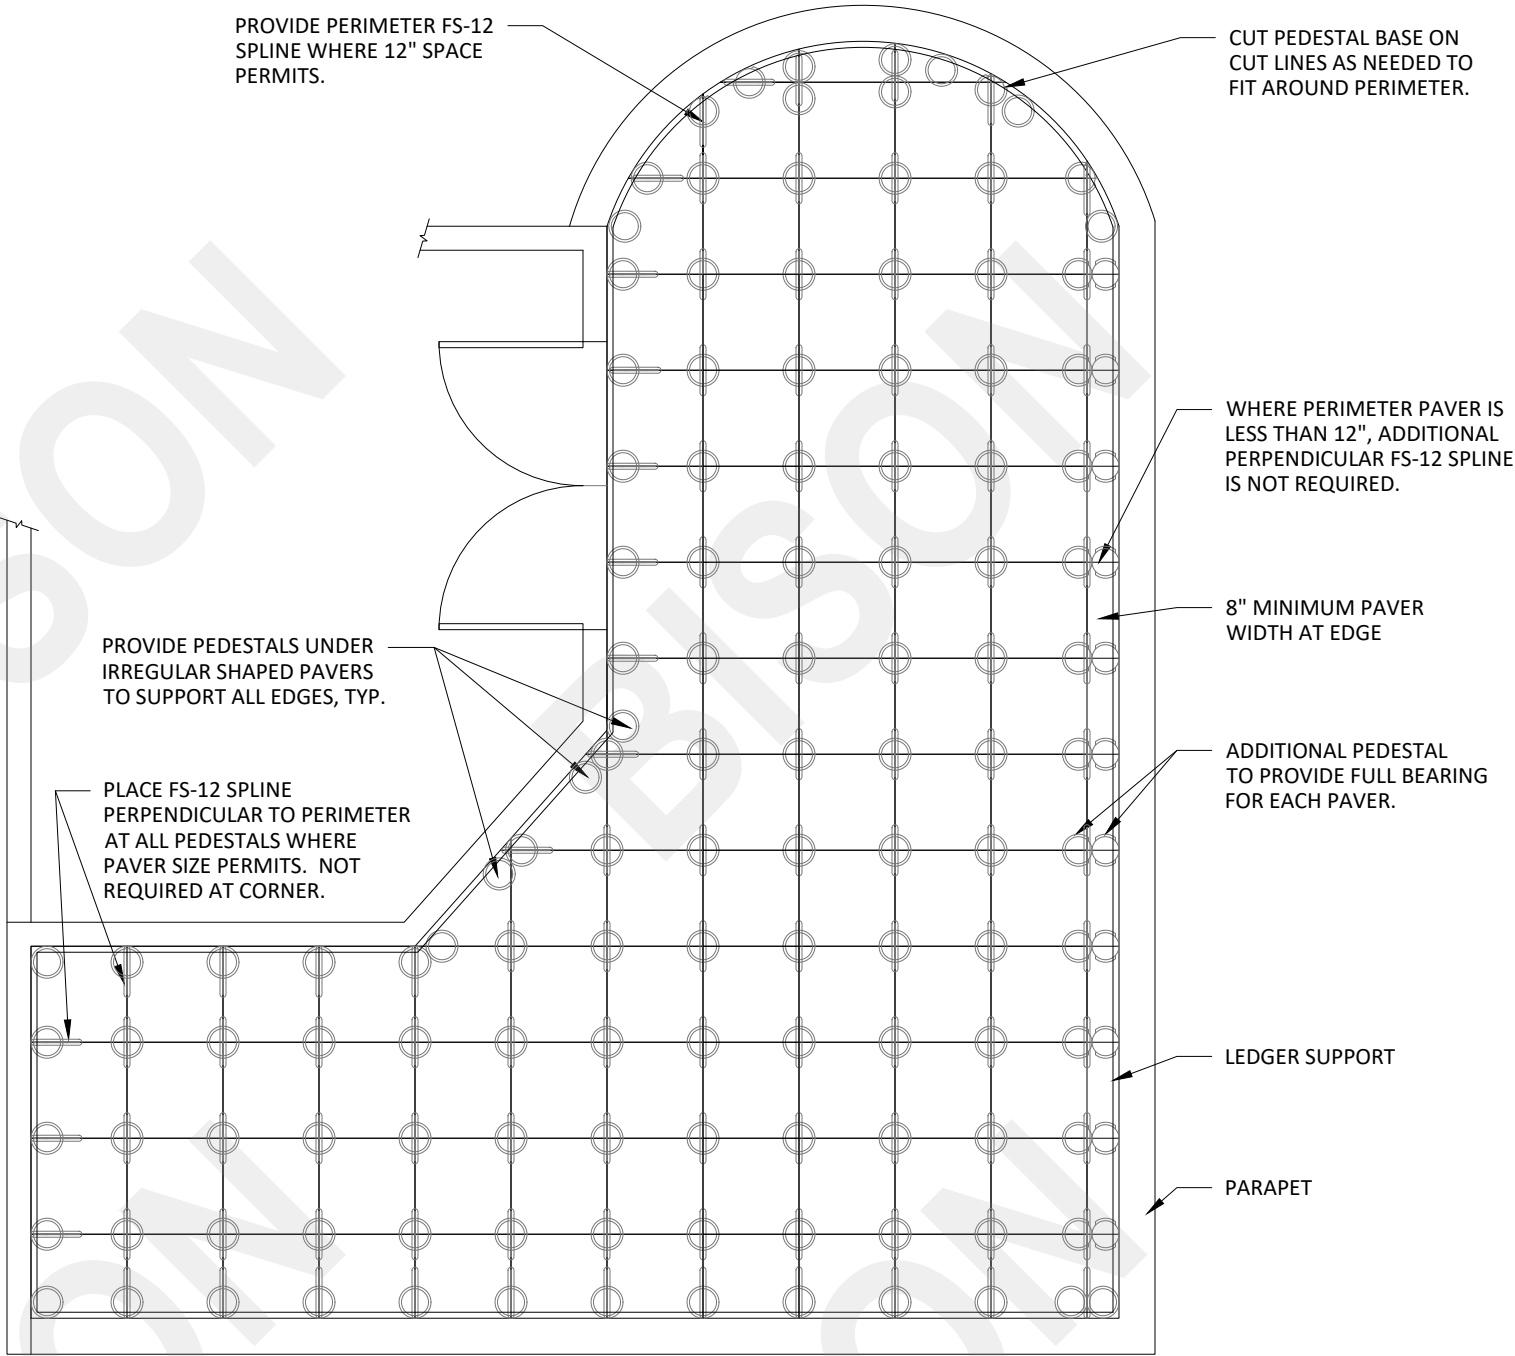 PROVIDE PERIMETER FS-12
SPLINE WHERE 12" SPACE
PERMITS.
CUT PEDESTAL BASE ON
CUT LINES AS NEEDED TO
FIT AROUND PERIMETER.
WHERE PERIMETER PAVER IS
LESS THAN 12", ADDITIONAL
PERPENDICULAR FS-12 SPLINE
IS NOT REQUIRED.
8" MINIMUM PAVER
WIDTH AT EDGE
PROVIDE PEDESTALS UNDER
IRREGULAR SHAPED PAVERS
TO SUPPORT ALL EDGES, TYP.
ADDITIONAL PEDESTAL
TO PROVIDE FULL BEARING
FOR EACH PAVER.
PLACE FS-12 SPLINE
PERPENDICULAR TO PERIMETER
AT ALL PEDESTALS WHERE
PAVER SIZE PERMITS.  NOT
REQUIRED AT CORNER.
LEDGER SUPPORT
PARAPET
BISON
SON
ON
ON